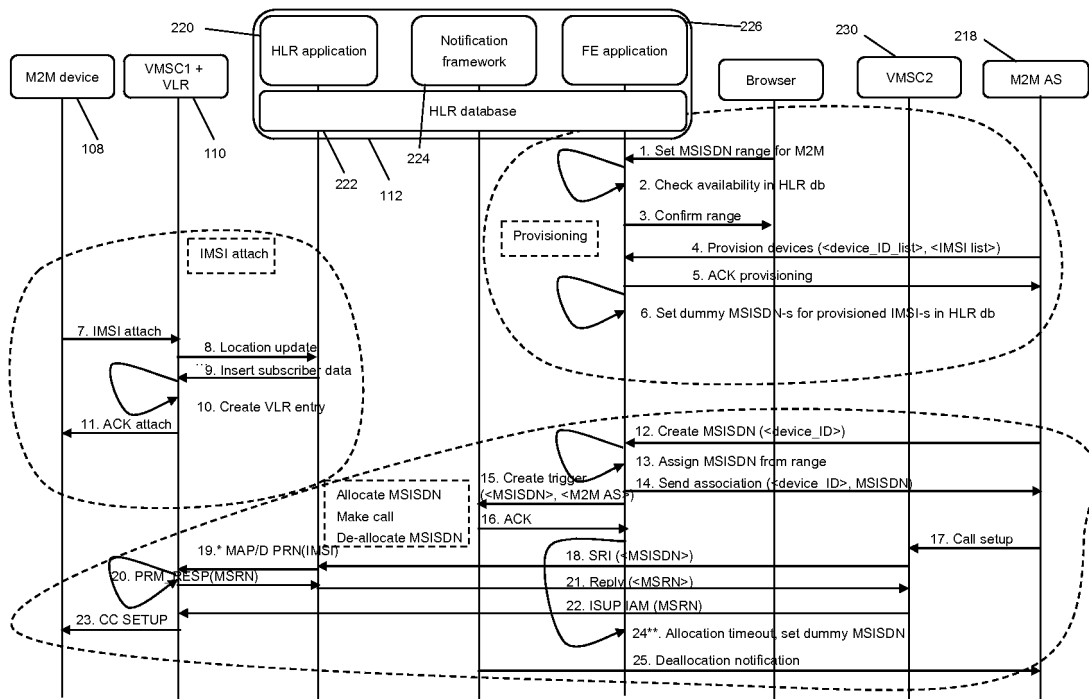 220
226
230
218
HLR application
Notification
framework
FE application
M2M device
VMSC1 +
VLR
Browser
VMSC2
M2M AS
HLR database
108
110
222
224
112
1. Set MSISDN range for M2M
2. Check availability in HLR db
3. Confirm range
Provisioning
4. Provision devices (<device_ID_list>, <IMSI list>)
5. ACK provisioning
6. Set dummy MSISDN-s for provisioned IMSI-s in HLR db
IMSI attach
7. IMSI attach
8. Location update
...
9. Insert subscriber data
10. Create VLR entry
11. ACK attach
12. Create MSISDN (<device_ID>)
13. Assign MSISDN from range
14. Send association (<device_ID>, MSISDN)
15. Create trigger
(<MSISDN>, <M2M AS>)
Allocate MSISDN
Make call
De-allocate MSISDN
16. ACK
17. Call setup
18. SRI (<MSISDN>)
19.* MAP/D PRN(IMSI)
20. PRM_RESP(MSRN)
21. Reply (<MSRN>)
22. ISUP IAM (MSRN)
23. CC SETUP
24**. Allocation timeout, set dummy MSISDN
25. Deallocation notification